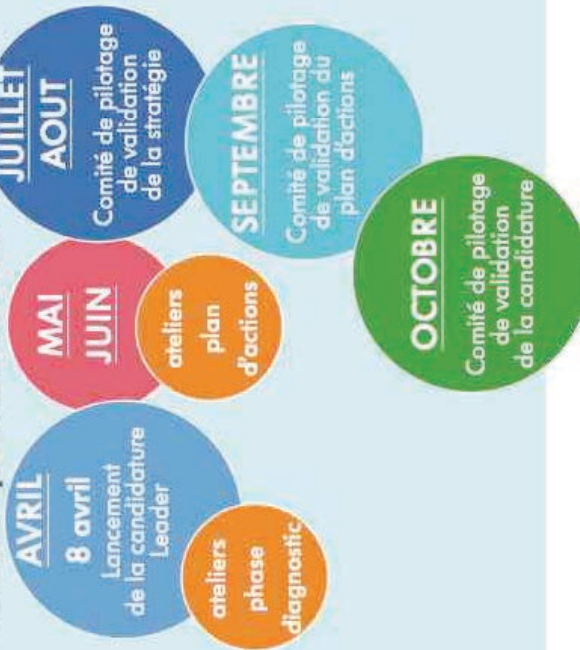 AVRIL
8 avril
Lancement
de la candidature
Leader
ateliers
phase
diagnostic
MAI
JUIN
ateliers
plan
d'actions
JUILLET
AOUT
Comité de pilotage
de validation
de la stratégie
SEPTEMBRE
Comité de pilotage
de validation du
plan d'actions
OCTOBRE
Comité de pilotage
de validation
de la candidature